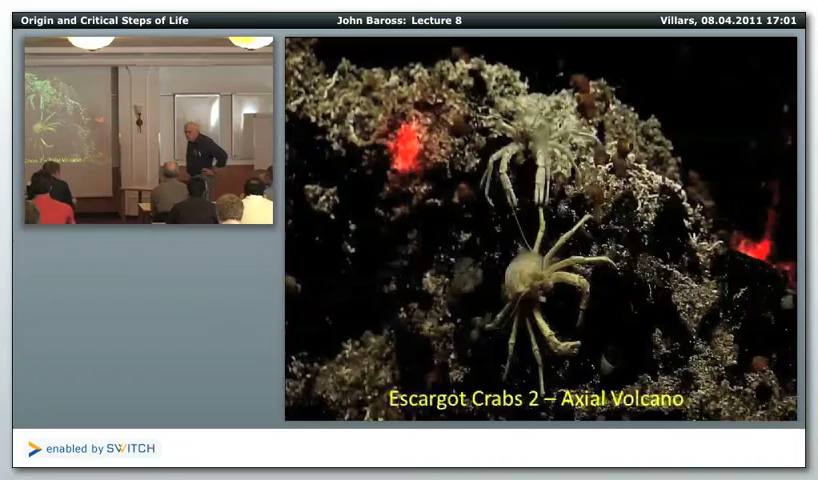 Origin and Critical Steps of Life
John Baross: Lecture 8
Villars, 08.04.2011 17:01
Escargot Crabs 2 – Axial Volcano
enabled by SWITCH